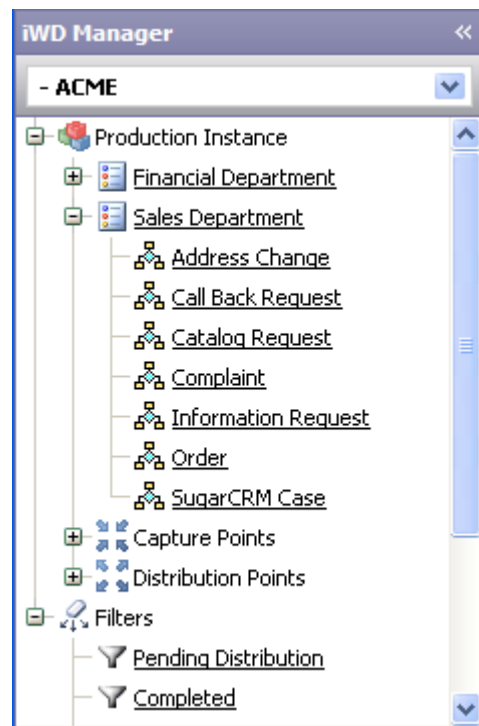 iWD Manager
- ACME
Production Instance
Financial Department
Sales Department
Address Change
Call Back Request
Catalog Request
Complaint
Information Request
Order
SugarCRM Case
Capture Points
Distribution Points
Filters
Pending Distribution
Completed